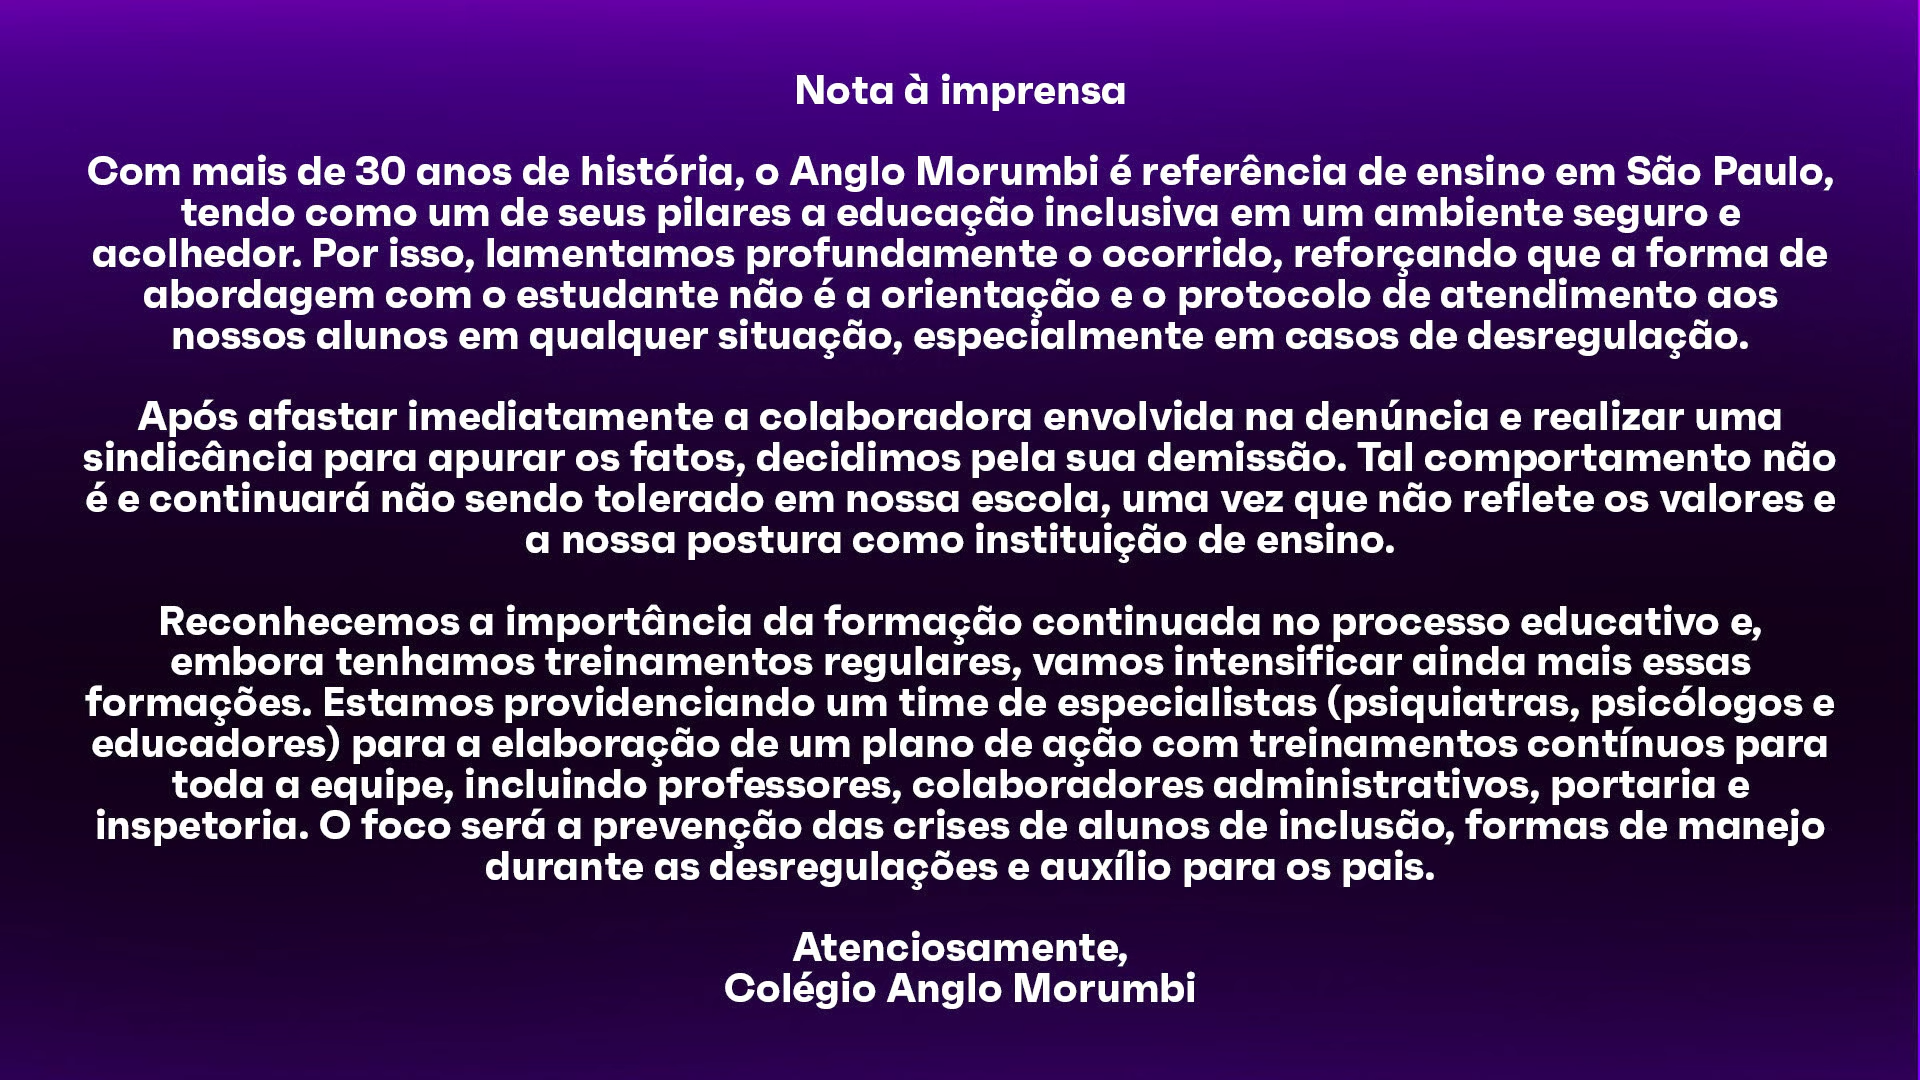 Nota à imprensa
Com mais de 30 anos de história, o Anglo Morumbi é referência de ensino em São Paulo,
tendo como um de seus pilares a educação inclusiva em um ambiente seguro e
acolhedor. Por isso, lamentamos profundamente o ocorrido, reforçando que a forma de
abordagem com o estudante não é a orientação e o protocolo de atendimento aos
nossos alunos em qualquer situação, especialmente em casos de desregulação.
Após afastar imediatamente a colaboradora envolvida na denúncia e realizar uma
sindicância para apurar os fatos, decidimos pela sua demissão. Tal comportamento não
é e continuará não sendo tolerado em nossa escola, uma vez que não reflete os valores e
a nossa postura como instituição de ensino.
Reconhecemos a importância da formação continuada no processo educativo e,
embora tenhamos treinamentos regulares, vamos intensificar ainda mais essas
formações. Estamos providenciando um time de especialistas (psiquiatras, psicólogos e
educadores) para a elaboração de um plano de ação com treinamentos contínuos para
toda a equipe, incluindo professores, colaboradores administrativos, portaria e
inspetoria. O foco será a prevenção das crises de alunos de inclusão, formas de manejo
durante as desregulações e auxílio para os pais.
Atenciosamente,
Colégio Anglo Morumbi